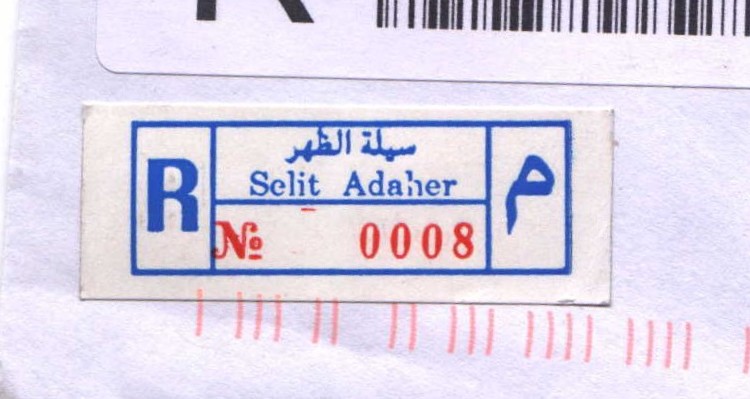 R
سيلة الظهر
Selit Adaher
م
№ 0008